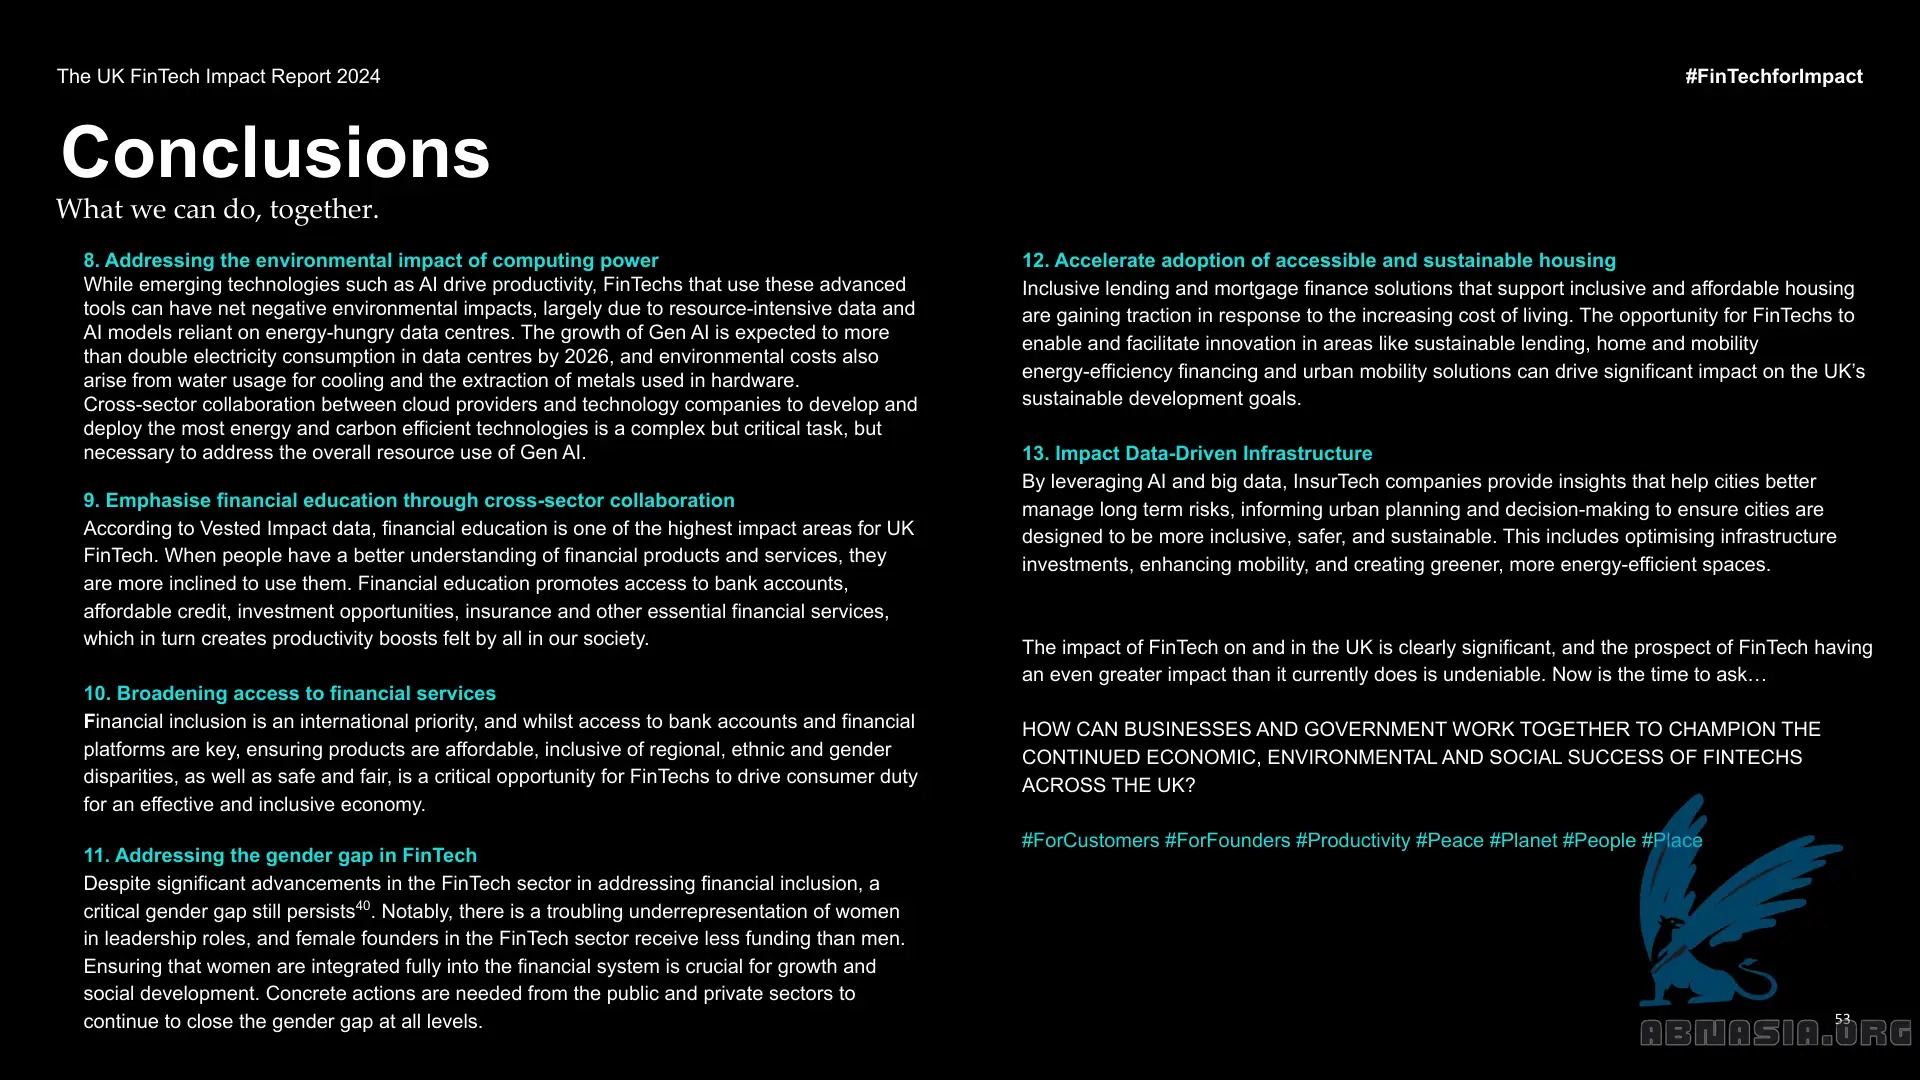 The UK FinTech Impact Report 2024
#FinTechforImpact
Conclusions
What we can do, together.
8. Addressing the environmental impact of computing power
While emerging technologies such as AI drive productivity, FinTechs that use these advanced
tools can have net negative environmental impacts, largely due to resource-intensive data and
AI models reliant on energy-hungry data centres. The growth of Gen AI is expected to more
than double electricity consumption in data centres by 2026, and environmental costs also
arise from water usage for cooling and the extraction of metals used in hardware.
Cross-sector collaboration between cloud providers and technology companies to develop and
deploy the most energy and carbon efficient technologies is a complex but critical task, but
necessary to address the overall resource use of Gen AI.
9. Emphasise financial education through cross-sector collaboration
According to Vested Impact data, financial education is one of the highest impact areas for UK
FinTech. When people have a better understanding of financial products and services, they
are more inclined to use them. Financial education promotes access to bank accounts,
affordable credit, investment opportunities, insurance and other essential financial services,
which in turn creates productivity boosts felt by all in our society.
10. Broadening access to financial services
Financial inclusion is an international priority, and whilst access to bank accounts and financial
platforms are key, ensuring products are affordable, inclusive of regional, ethnic and gender
disparities, as well as safe and fair, is a critical opportunity for FinTechs to drive consumer duty
for an effective and inclusive economy.
11. Addressing the gender gap in FinTech
Despite significant advancements in the FinTech sector in addressing financial inclusion, a
critical gender gap still persists40. Notably, there is a troubling underrepresentation of women
in leadership roles, and female founders in the FinTech sector receive less funding than men.
Ensuring that women are integrated fully into the financial system is crucial for growth and
social development. Concrete actions are needed from the public and private sectors to
continue to close the gender gap at all levels.
12. Accelerate adoption of accessible and sustainable housing
Inclusive lending and mortgage finance solutions that support inclusive and affordable housing
are gaining traction in response to the increasing cost of living. The opportunity for FinTechs to
enable and facilitate innovation in areas like sustainable lending, home and mobility
energy-efficiency financing and urban mobility solutions can drive significant impact on the UK's
sustainable development goals.
13. Impact Data-Driven Infrastructure
By leveraging AI and big data, InsurTech companies provide insights that help cities better
manage long term risks, informing urban planning and decision-making to ensure cities are
designed to be more inclusive, safer, and sustainable. This includes optimising infrastructure
investments, enhancing mobility, and creating greener, more energy-efficient spaces.
The impact of FinTech on and in the UK is clearly significant, and the prospect of FinTech having
an even greater impact than it currently does is undeniable. Now is the time to ask…
HOW CAN BUSINESSES AND GOVERNMENT WORK TOGETHER TO CHAMPION THE
CONTINUED ECONOMIC, ENVIRONMENTAL AND SOCIAL SUCCESS OF FINTECHS
ACROSS THE UK?
#ForCustomers #ForFounders #Productivity #Peace #Planet #People #Place
53
ABMASIA.ORG